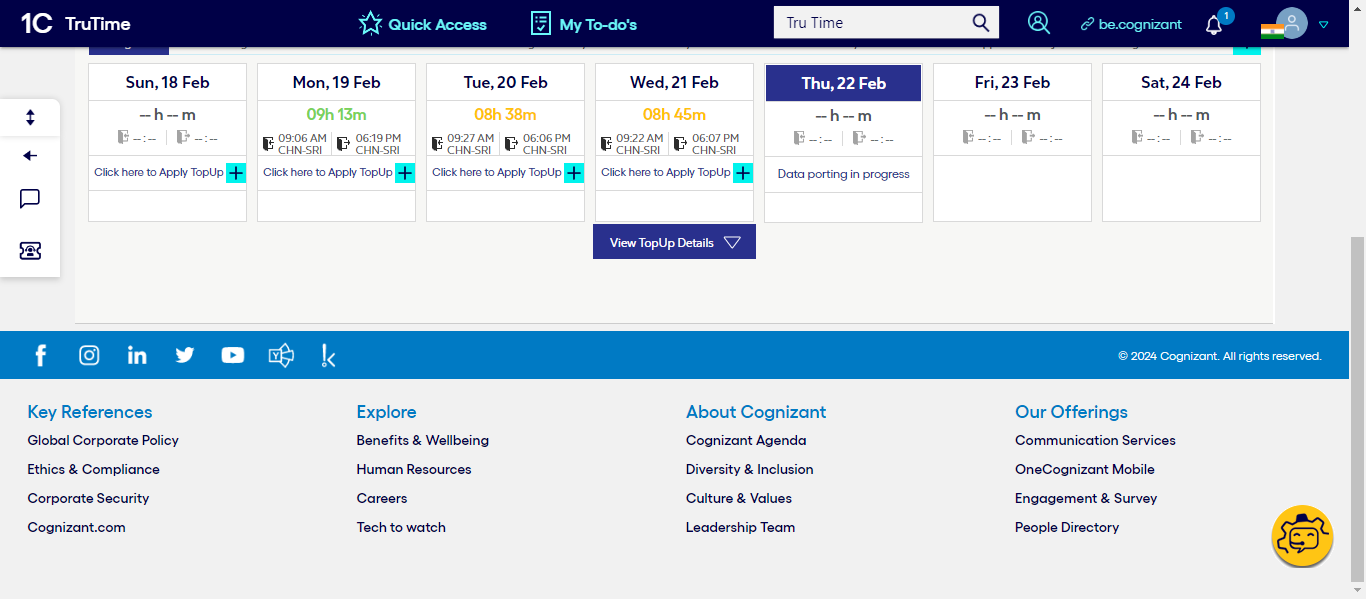 1C TruTime Quick Access My To-do's Tru Time be.cognizant 1
Sun, 18 Feb Mon, 19 Feb Tue, 20 Feb Wed, 21 Feb Thu, 22 Feb Fri, 23 Feb Sat, 24 Feb
-- h -- m 09h 13m 08h 38m 08h 45m -- h -- m -- h -- m -- h -- m
--:-- --:-- 09:06 AM 06:19 PM 09:27 AM 06:06 PM 09:22 AM 06:07 PM --:-- --:-- --:-- --:-- --:-- --:--
CHN-SRI CHN-SRI CHN-SRI CHN-SRI CHN-SRI CHN-SRI
Click here to Apply TopUp + Click here to Apply TopUp + Click here to Apply TopUp + Click here to Apply TopUp + Data porting in progress
View TopUp Details
© 2024 Cognizant. All rights reserved.
Key References Explore About Cognizant Our Offerings
Global Corporate Policy Benefits & Wellbeing Cognizant Agenda Communication Services
Ethics & Compliance Human Resources Diversity & Inclusion OneCognizant Mobile
Corporate Security Careers Culture & Values Engagement & Survey
Cognizant.com Tech to watch Leadership Team People Directory